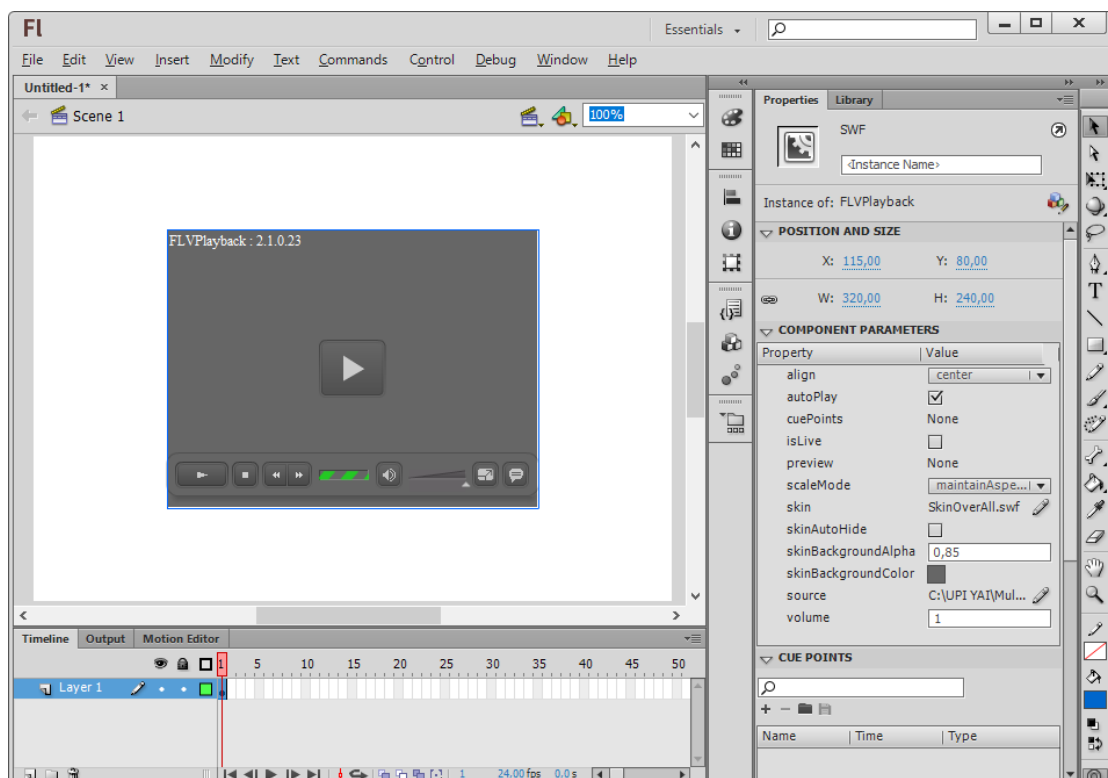 Fl
Essentials
File Edit View Insert Modify Text Commands Control Debug Window Help
Untitled-1* ×
Scene 1
100%
FLVPlayback : 2.1.0.23
Properties Library
SWF
<Instance Name>
Instance of: FLVPlayback
POSITION AND SIZE
X: 115,00 Y: 80,00
W: 320,00 H: 240,00
COMPONENT PARAMETERS
Property Value
align center
autoPlay
cuePoints None
isLive
preview None
scaleMode maintainAspe...
skin SkinOverAll.swf
skinAutoHide
skinBackgroundAlpha 0,85
skinBackgroundColor
source C:\UPI YAI\Mul...
volume 1
CUE POINTS
Name Time Type
Timeline Output Motion Editor
1 5 10 15 20 25 30 35 40 45 50
Layer 1
1 24.00 fps 0.0 s